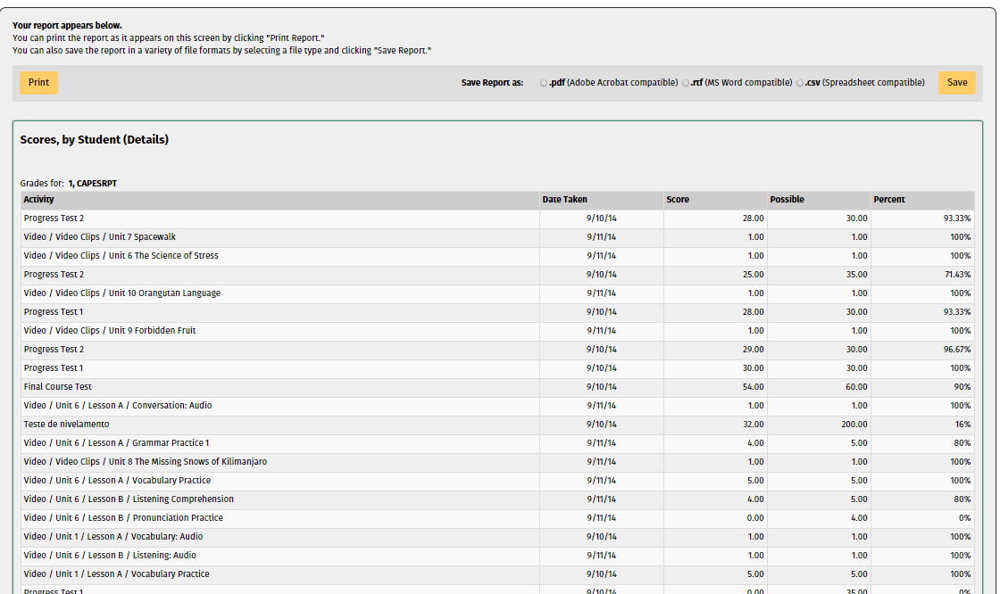 Your report appears below.
You can print the report as it appears on this screen by clicking "Print Report."
You can also save the report in a variety of file formats by selecting a file type and clicking "Save Report."
Print Save Report as: .pdf (Adobe Acrobat compatible) .rtf (MS Word compatible) .csv (Spreadsheet compatible) Save
Scores, by Student (Details)
Grades for: 1, CAPESRPT
Activity Date Taken Score Possible Percent
Progress Test 2 9/10/14 28.00 30.00 93.33%
Video / Video Clips / Unit 7 Spacewalk 9/11/14 1.00 1.00 100%
Video / Video Clips / Unit 6 The Science of Stress 9/11/14 1.00 1.00 100%
Progress Test 2 9/10/14 25.00 35.00 71.43%
Video / Video Clips / Unit 10 Orangutan Language 9/11/14 1.00 1.00 100%
Progress Test 1 9/10/14 28.00 30.00 93.33%
Video / Video Clips / Unit 9 Forbidden Fruit 9/11/14 1.00 1.00 100%
Progress Test 2 9/10/14 29.00 30.00 96.67%
Progress Test 1 9/10/14 30.00 30.00 100%
Final Course Test 9/10/14 54.00 60.00 90%
Video / Unit 6 / Lesson A / Conversation: Audio 9/11/14 1.00 1.00 100%
Teste de nivelamento 9/10/14 32.00 200.00 16%
Video / Unit 6 / Lesson A / Grammar Practice 1 9/11/14 4.00 5.00 80%
Video / Video Clips / Unit 8 The Missing Snows of Kilimanjaro 9/11/14 1.00 1.00 100%
Video / Unit 6 / Lesson A / Vocabulary Practice 9/11/14 5.00 5.00 100%
Video / Unit 6 / Lesson B / Listening Comprehension 9/11/14 4.00 5.00 80%
Video / Unit 6 / Lesson B / Pronunciation Practice 9/11/14 0.00 4.00 0%
Video / Unit 1 / Lesson A / Vocabulary: Audio 9/10/14 1.00 1.00 100%
Video / Unit 6 / Lesson B / Listening: Audio 9/11/14 1.00 1.00 100%
Video / Unit 1 / Lesson A / Vocabulary Practice 9/10/14 5.00 5.00 100%
Progress Test 1 9/10/14 0.00 35.00 0%